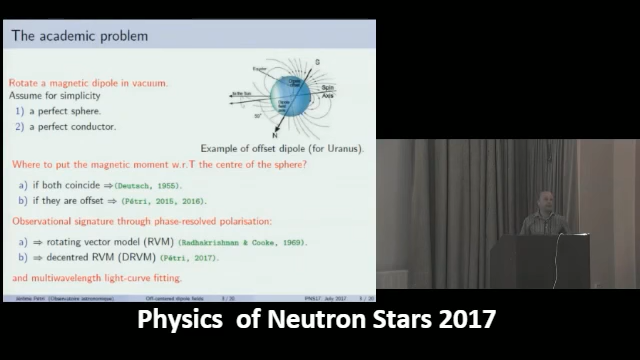 The academic problem
Rotate a magnetic dipole in vacuum.
Assume for simplicity
1) a perfect sphere.
2) a perfect conductor.
S
Spin
Axis
N
Example of offset dipole (for Uranus)
Where to put the magnetic moment w.r.T the centre of the sphere?
a) if both coincide ⇒(Deutsch, 1955).
b) if they are offset ⇒ (Pétri, 2015, 2016).
Observational signature through phase-resolved polarisation:
a) ⇒ rotating vector model (RVM) (Radhakrishnan & Cooke, 1969).
b) ⇒ decentred RVM (DRVM) (Pétri, 2017).
and multiwavelength light-curve fitting.
Jérôme Pétri (Observatoire astronomique) Off-centred dipole fields PNS17, July 2017
Physics of Neutron Stars 2017